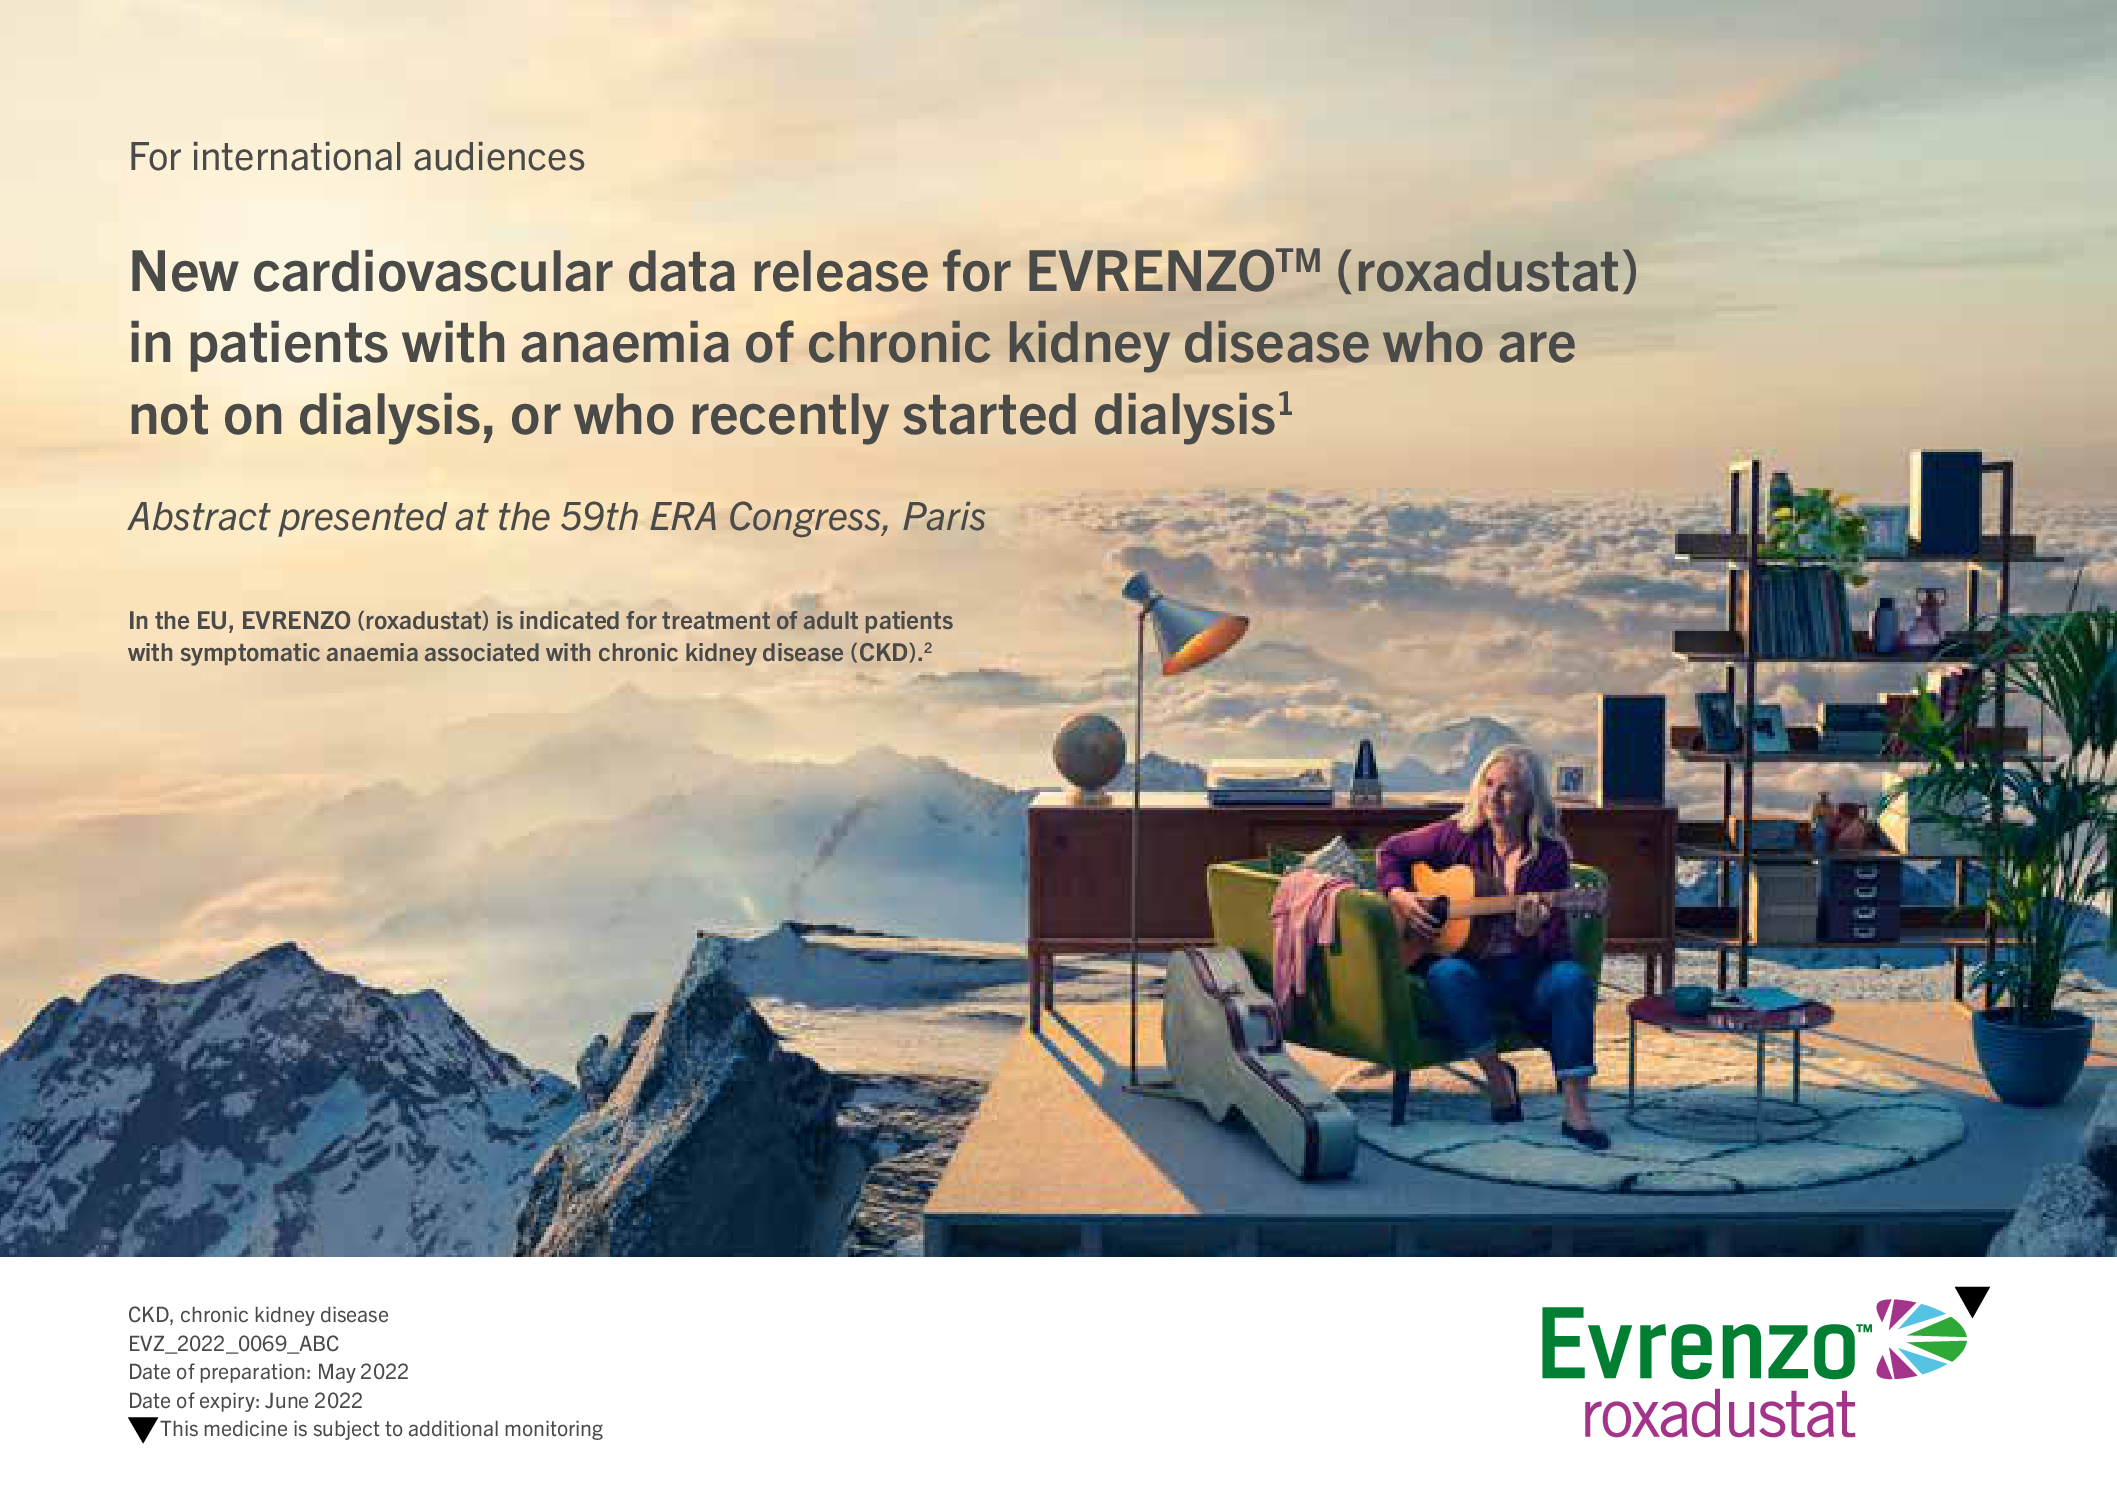 For international audiences
New cardiovascular data release for EVRENZO™ (roxadustat)
in patients with anaemia of chronic kidney disease who are
not on dialysis, or who recently started dialysis¹
Abstract presented at the 59th ERA Congress, Paris
In the EU, EVRENZO (roxadustat) is indicated for treatment of adult patients
with symptomatic anaemia associated with chronic kidney disease (CKD).²
CKD, chronic kidney disease
EVZ_2022_0069_ABC
Date of preparation: May 2022
Date of expiry: June 2022
▼This medicine is subject to additional monitoring
Evrenzo™
roxadustat